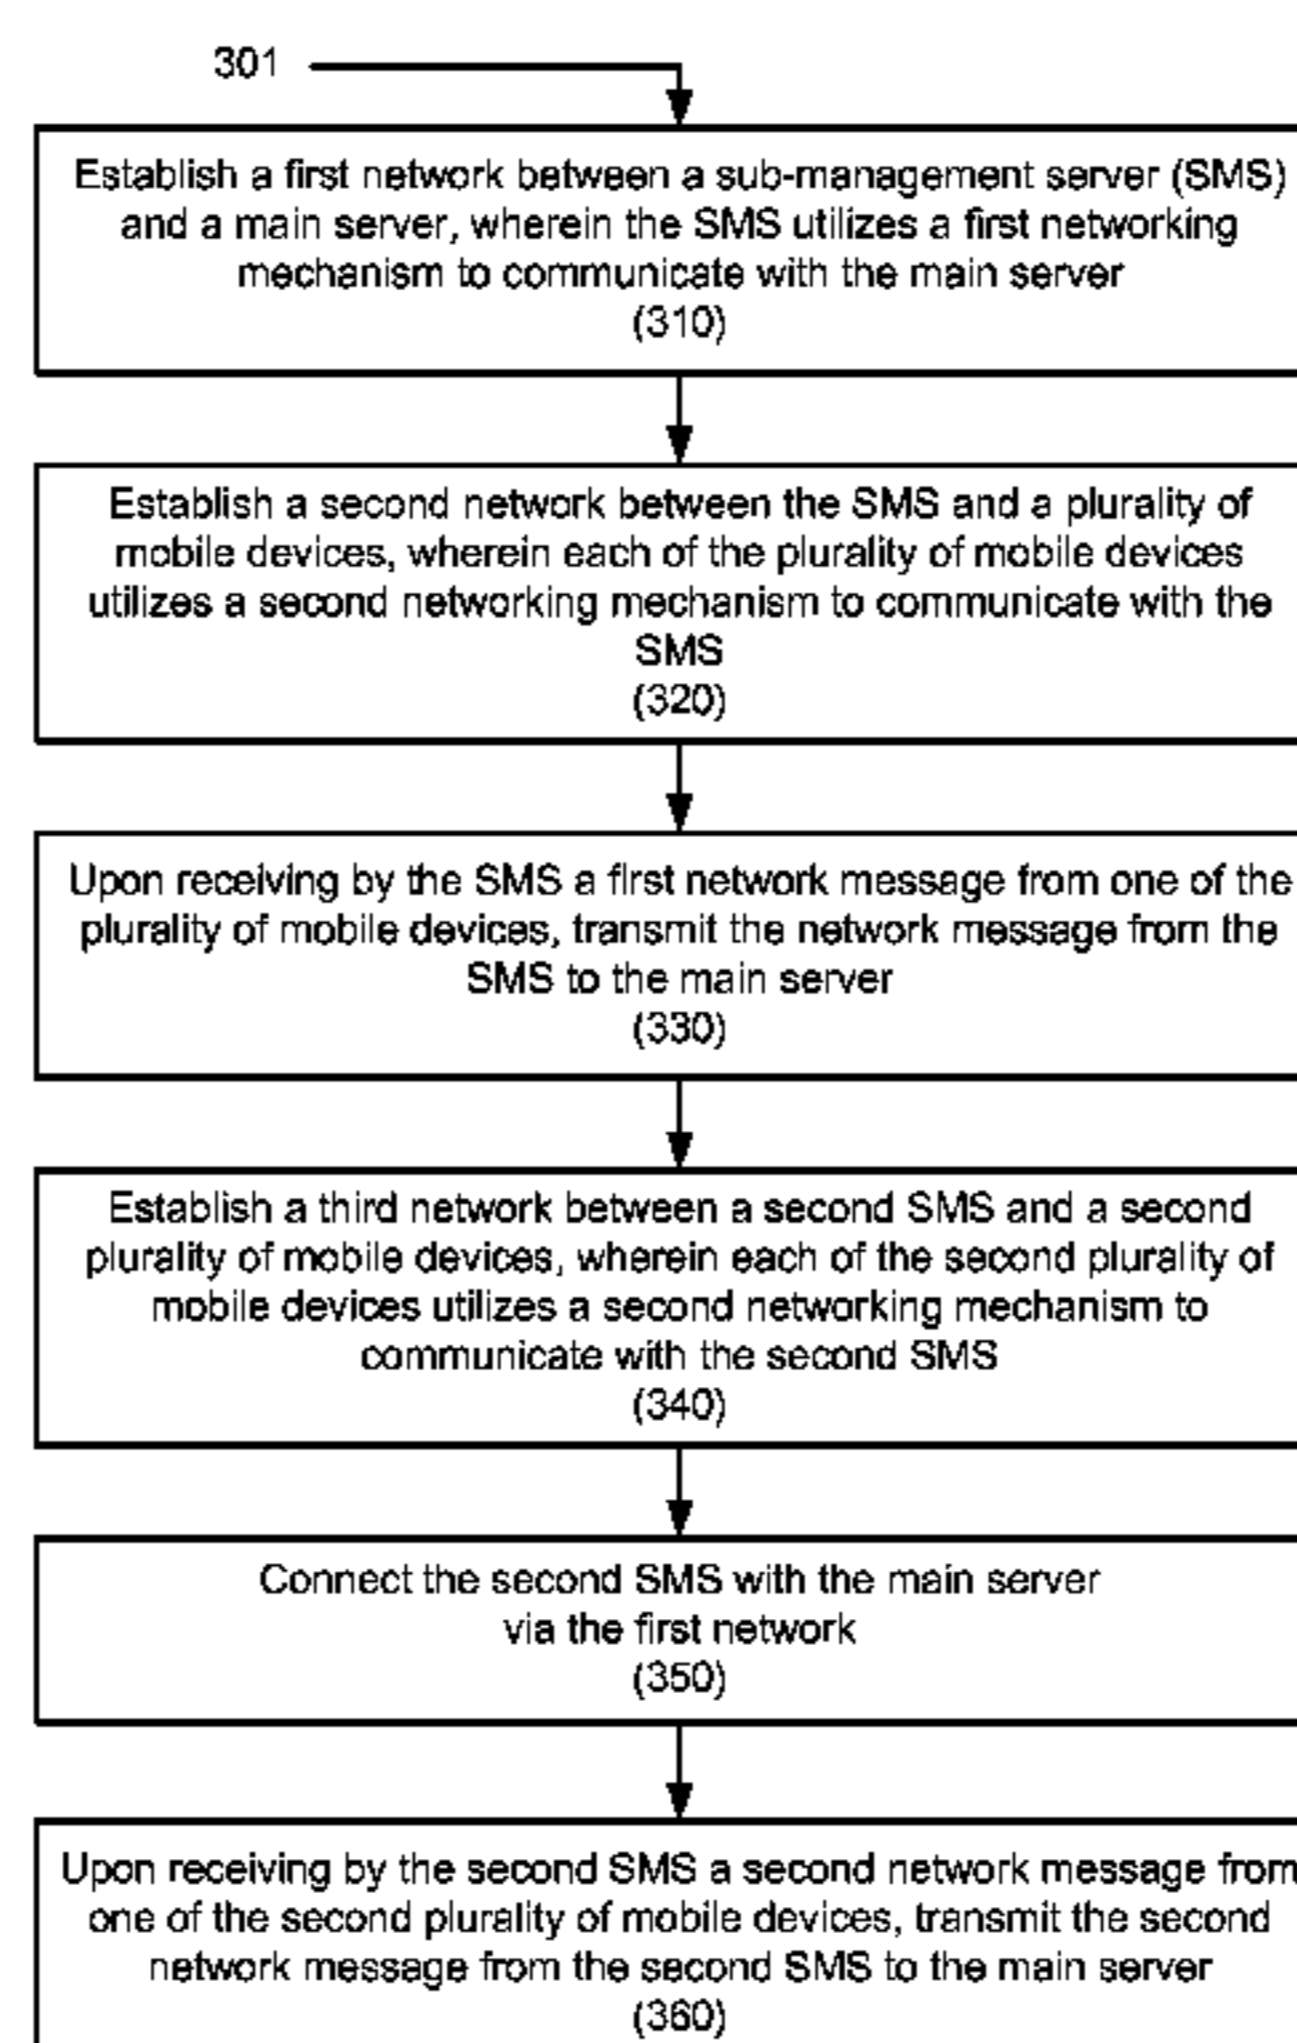 301
Establish a first network between a sub-management server (SMS)
and a main server, wherein the SMS utilizes a first networking
mechanism to communicate with the main server
(310)
Establish a second network between the SMS and a plurality of
mobile devices, wherein each of the plurality of mobile devices
utilizes a second networking mechanism to communicate with the
SMS
(320)
Upon receiving by the SMS a first network message from one of the
plurality of mobile devices, transmit the network message from the
SMS to the main server
(330)
Establish a third network between a second SMS and a second
plurality of mobile devices, wherein each of the second plurality of
mobile devices utilizes a second networking mechanism to
communicate with the second SMS
(340)
Connect the second SMS with the main server
via the first network
(350)
Upon receiving by the second SMS a second network message from
one of the second plurality of mobile devices, transmit the second
network message from the second SMS to the main server
(360)